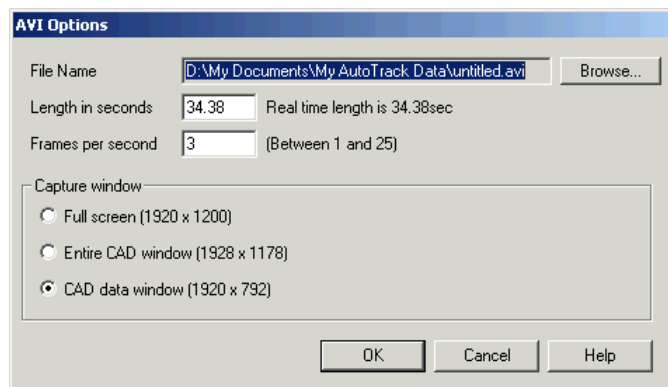 AVI Options
File Name D:\My Documents\My AutoTrack Data\untitled.avi Browse...
Length in seconds 34.38 Real time length is 34.38sec
Frames per second 3 (Between 1 and 25)
Capture window
Full screen (1920 x 1200)
Entire CAD window (1928 x 1178)
CAD data window (1920 x 792)
OK Cancel Help